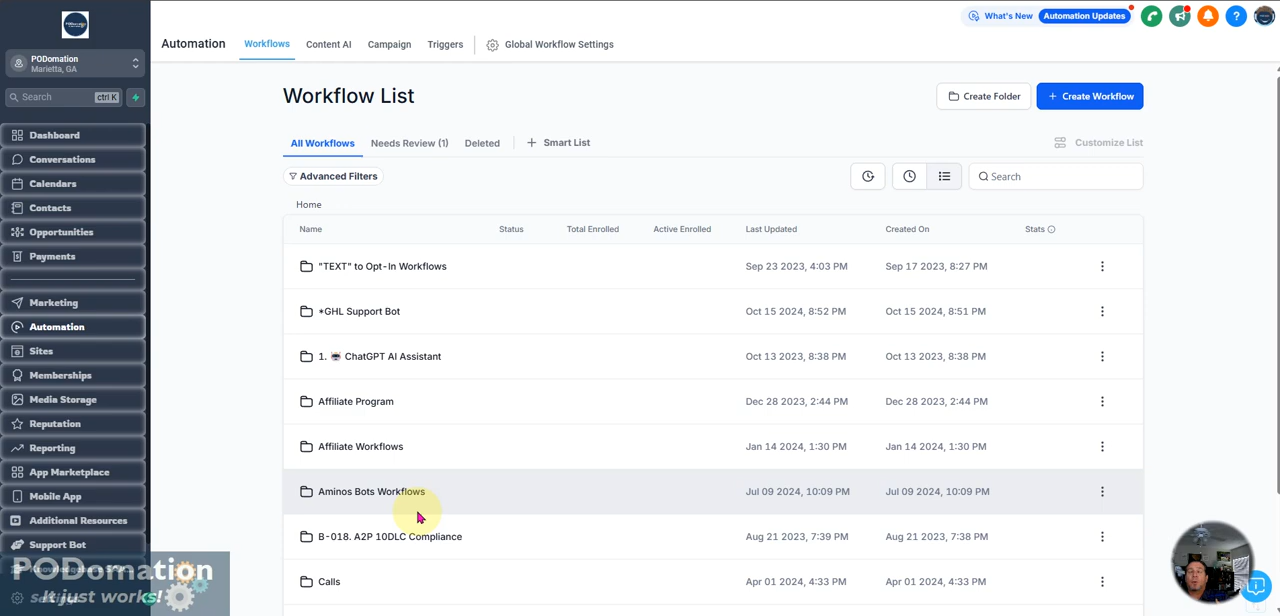 What's New
Automation Updates
PODomation
Marietta, GA
Automation
Workflows
Content AI
Campaign
Triggers
Global Workflow Settings
Search
ctrl K
Workflow List
Create Folder
+ Create Workflow
Dashboard
Conversations
Calendars
Contacts
Opportunities
Payments
Marketing
Automation
Sites
Memberships
Media Storage
Reputation
Reporting
App Marketplace
Mobile App
Additional Resources
Support Bot
All Workflows
Needs Review (1)
Deleted
+ Smart List
Customize List
Advanced Filters
Search
Home
Name Status Total Enrolled Active Enrolled Last Updated Created On Stats
"TEXT" to Opt-In Workflows Sep 23 2023, 4:03 PM Sep 17 2023, 8:27 PM
*GHL Support Bot Oct 15 2024, 8:52 PM Oct 15 2024, 8:51 PM
1. ChatGPT AI Assistant Oct 13 2023, 8:38 PM Oct 13 2023, 8:38 PM
Affiliate Program Dec 28 2023, 2:44 PM Dec 28 2023, 2:44 PM
Affiliate Workflows Jan 14 2024, 1:30 PM Jan 14 2024, 1:30 PM
Aminos Bots Workflows Jul 09 2024, 10:09 PM Jul 09 2024, 10:09 PM
B-018. A2P 10DLC Compliance Aug 21 2023, 7:39 PM Aug 21 2023, 7:38 PM
Calls Apr 01 2024, 4:33 PM Apr 01 2024, 4:33 PM
PODomation
It just works!